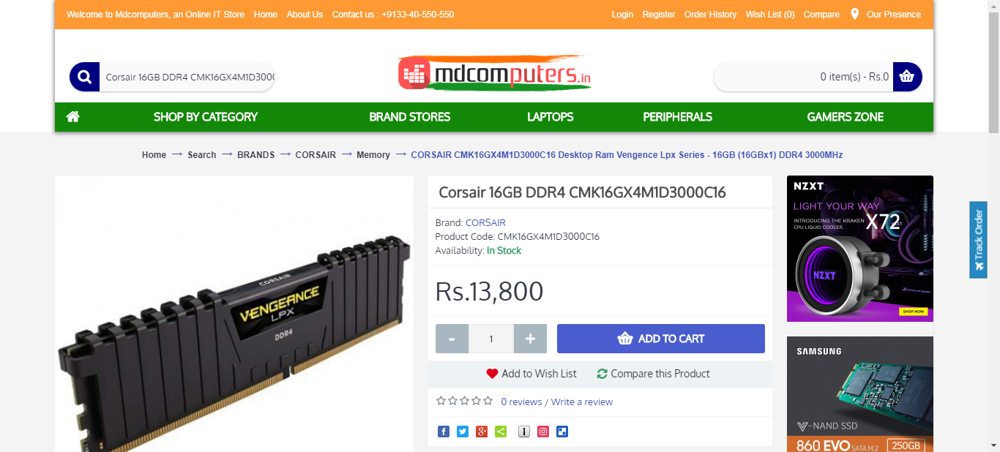 Welcome to Mdcomputers, an Online IT Store Home About Us Contact us : +9133-40-550-550 Login Register Order History Wish List (0) Compare Our Presence
Corsair 16GB DDR4 CMK16GX4M1D3000 mdcomputers.in 0 item(s) - Rs.0
SHOP BY CATEGORY BRAND STORES LAPTOPS PERIPHERALS GAMERS ZONE
Home → Search → BRANDS → CORSAIR → Memory → CORSAIR CMK16GX4M1D3000C16 Desktop Ram Vengence Lpx Series - 16GB (16GBx1) DDR4 3000MHz
CORSAIR
VENGEANCE
LPX
DDR4
Corsair 16GB DDR4 CMK16GX4M1D3000C16
Brand: CORSAIR
Product Code: CMK16GX4M1D3000C16
Availability: In Stock
Rs.13,800
- 1 + ADD TO CART
Add to Wish List Compare this Product
0 reviews / Write a review
NZXT
LIGHT YOUR WAY
INTRODUCING THE KRAKEN
CPU LIQUID COOLER.
X72
NZXT
SHOP NOW
SAMSUNG
V-NAND SSD
860 EVO SATA M.2 250GB
Track Order